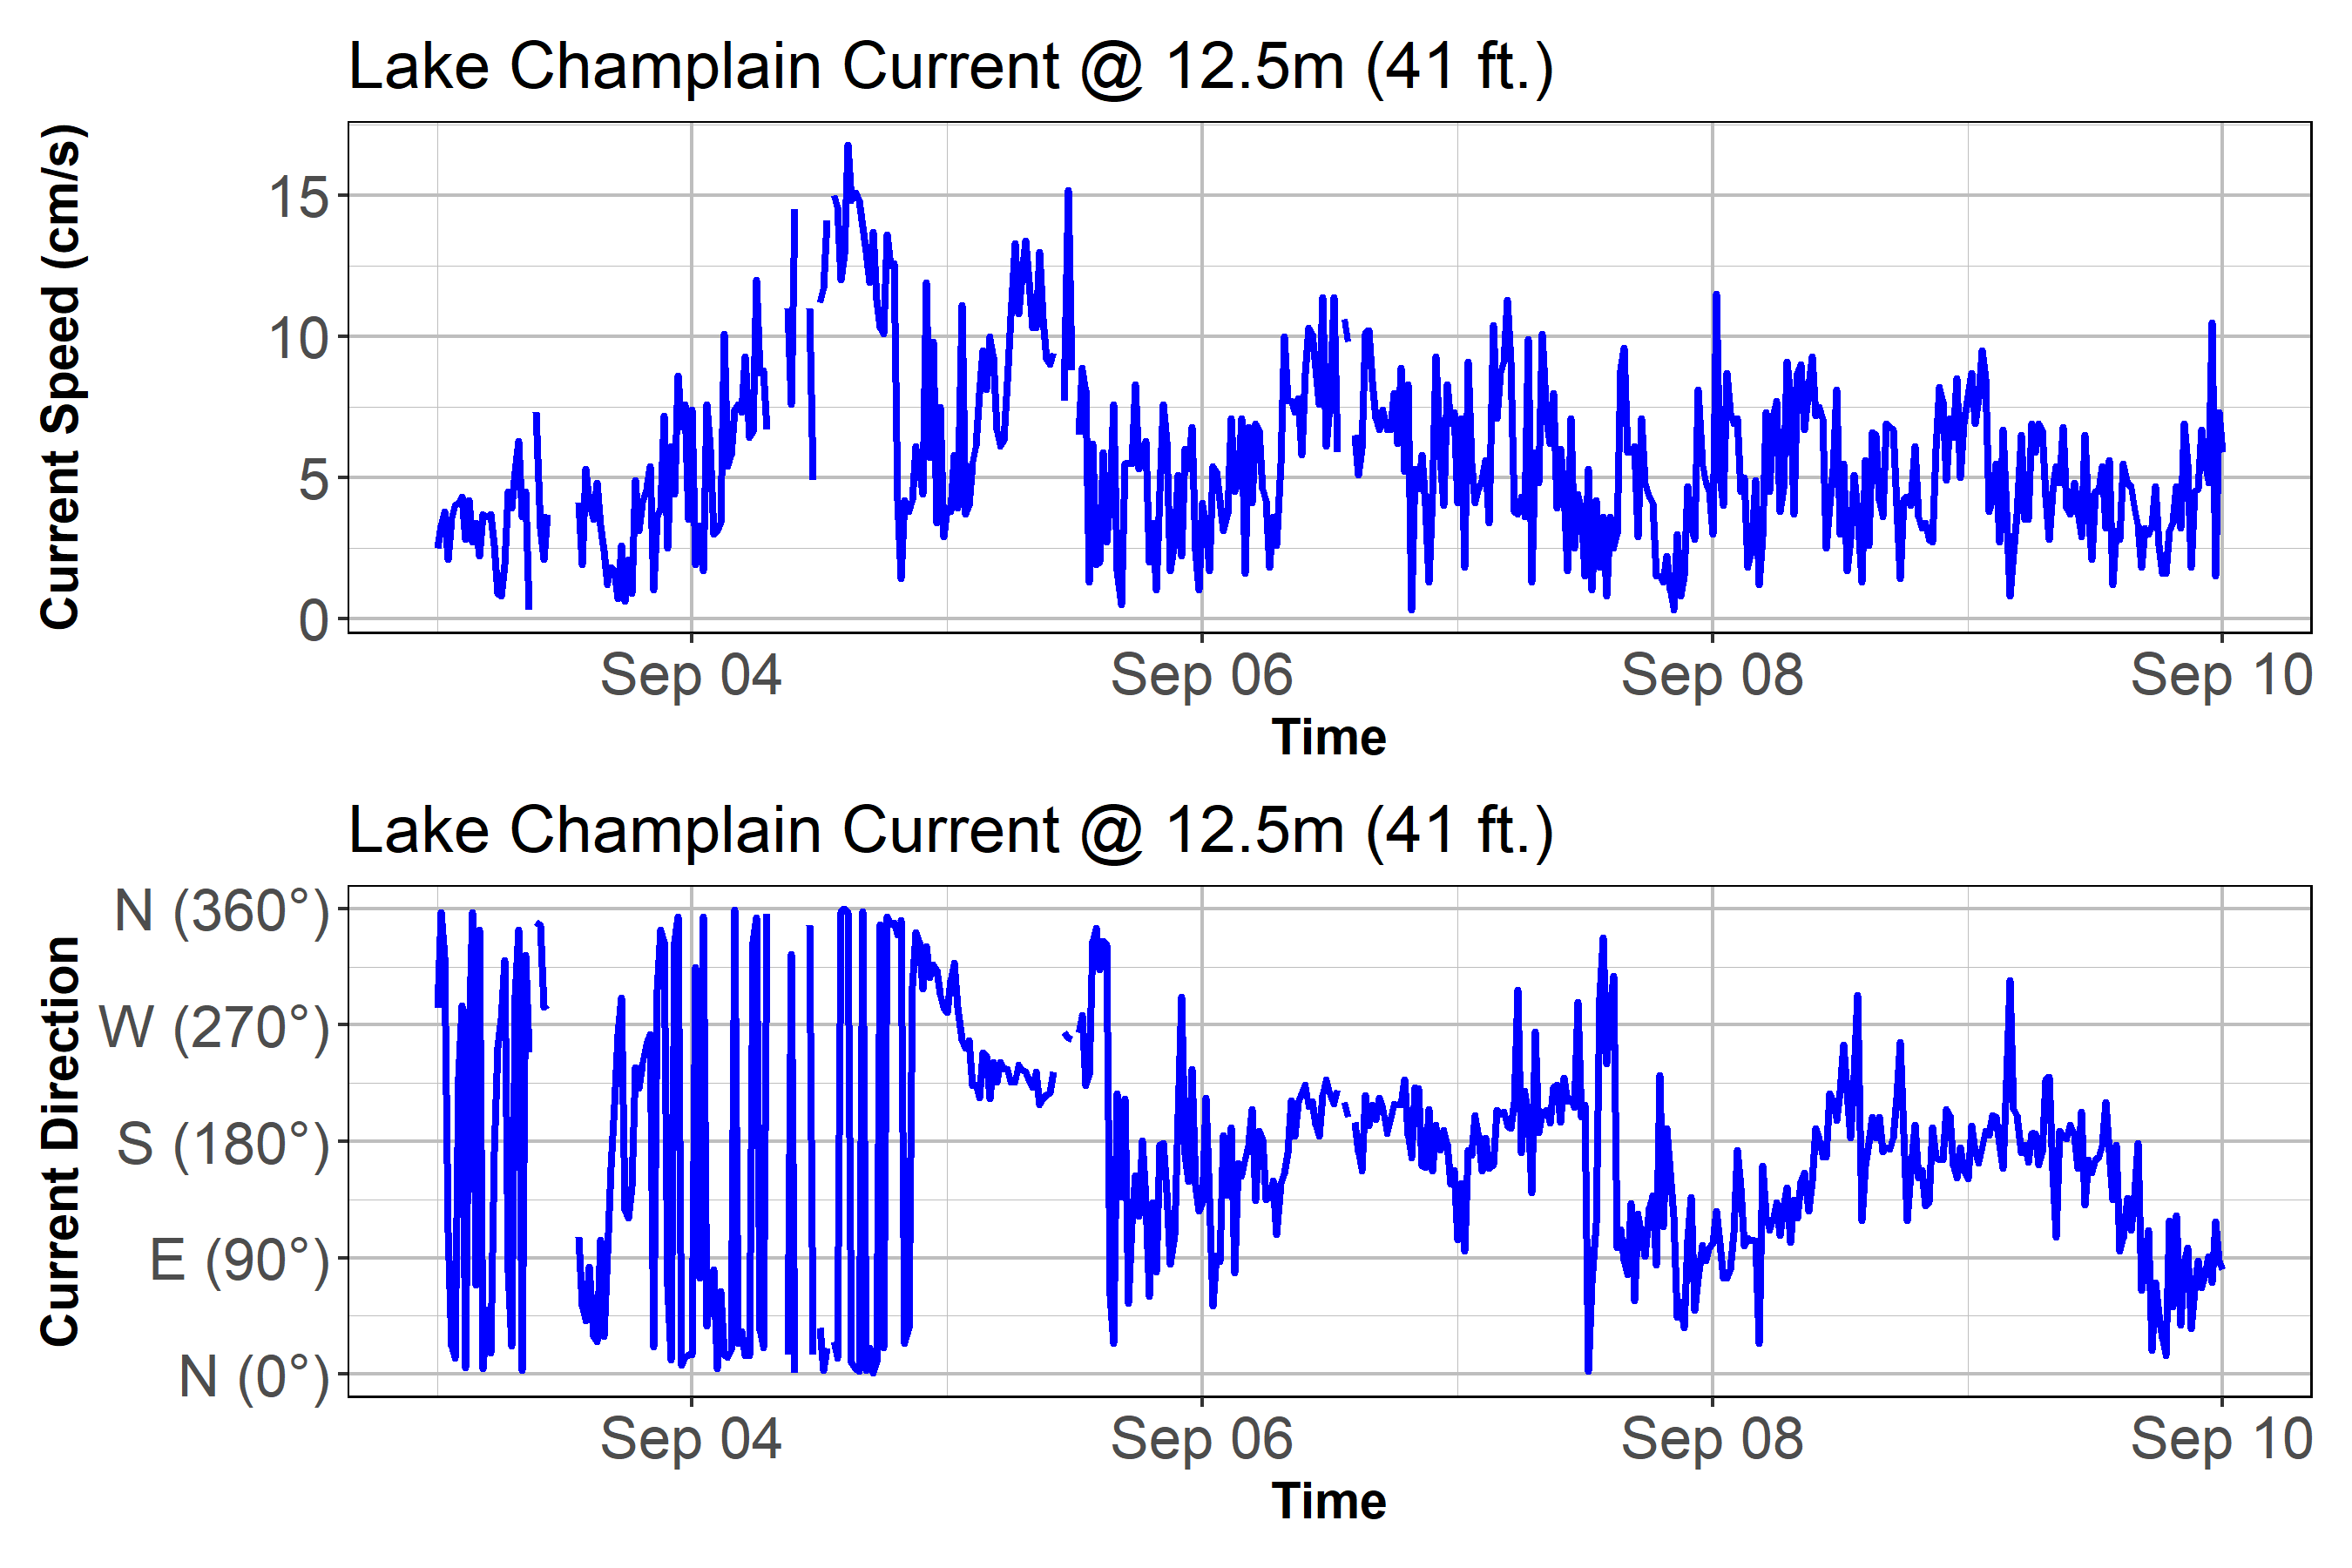 Lake Champlain Current @ 12.5m (41 ft.)
Current Speed (cm/s)
15
10
5
0
Sep 04 Sep 06 Sep 08 Sep 10
Time
Lake Champlain Current @ 12.5m (41 ft.)
Current Direction
N (360°)
W (270°)
S (180°)
E (90°)
N (0°)
Sep 04 Sep 06 Sep 08 Sep 10
Time